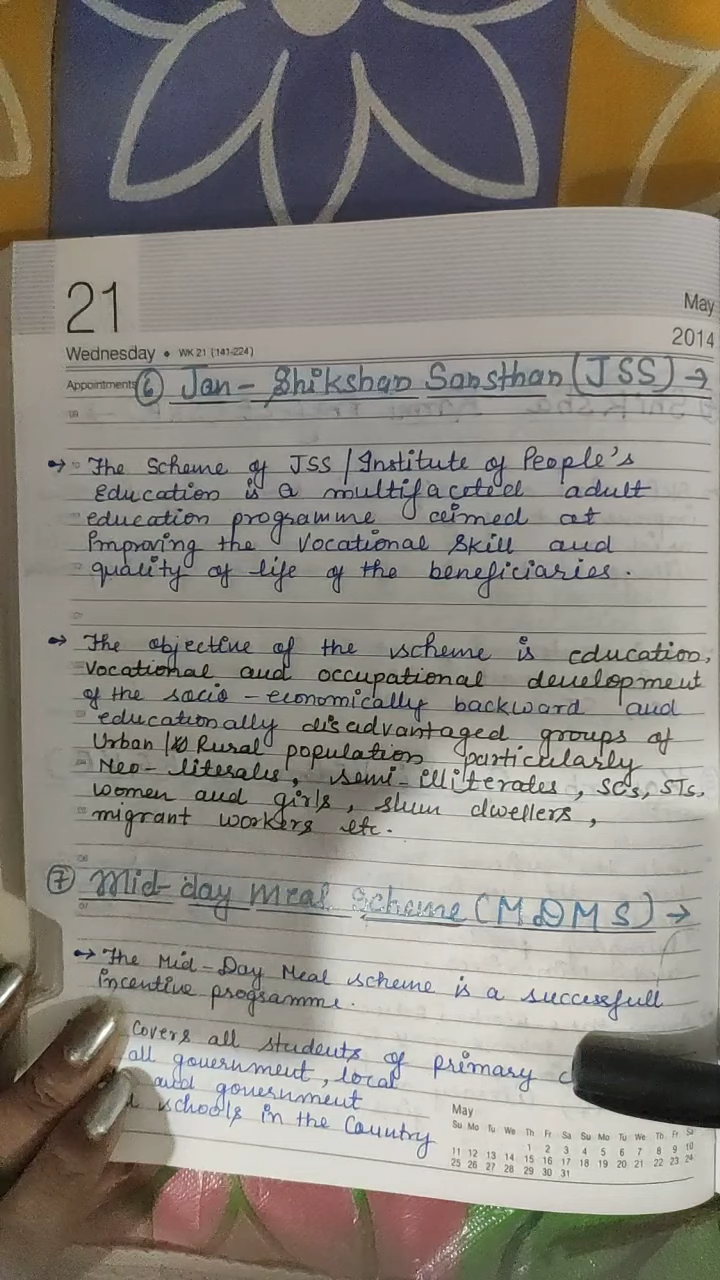 21
May
2014
Wednesday • WK 21 (141-224)
Appointments
⑥ Jan- Shikshan Sansthan (JSS) →
09
→ The Scheme of JSS / Institute of People's
Education is a multifaceted adult
education programme aimed at
Improving the Vocational Skill and
quality of life of the beneficiaries.
→ The objective of the scheme is education,
Vocational and occupational development
of the socio-economically backward and
educationally disadvantaged groups of
Urban / Rural population particularly
Neo-literates, semi-illiterates, SCs, STs,
women and girls, slum dwellers,
migrant workers etc.
06
⑦ Mid-day Meal Scheme (MDMS) →
07
→ The Mid-Day Meal scheme is a successfull
incentive programme.
Covers all students of primary
all government, local
and government
schools in the Country
May
Su Mo Tu We Th Fr Sa Su Mo Tu We Th Fr Sa
1 2 3 4 5 6 7 8 9 10
11 12 13 14 15 16 17 18 19 20 21 22 23 24
25 26 27 28 29 30 31